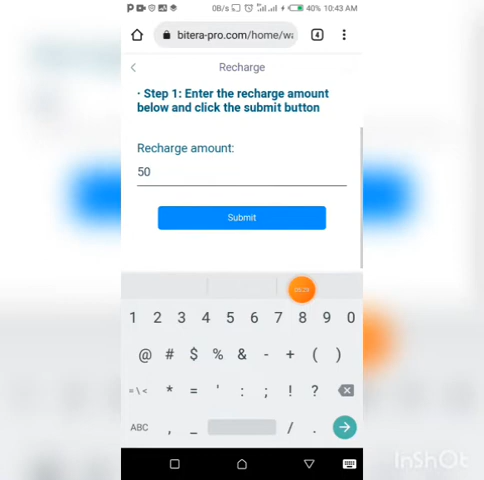 0B/s 40% 10:43 AM
bitera-pro.com/home/wa
4
Recharge
· Step 1: Enter the recharge amount
below and click the submit button
Recharge amount:
50
Submit
1 2 3 4 5 6 7 8 9 0
@ # $ % & - + ( )
= \ < * = ' : ; ! ?
ABC , _ / .
InShOt